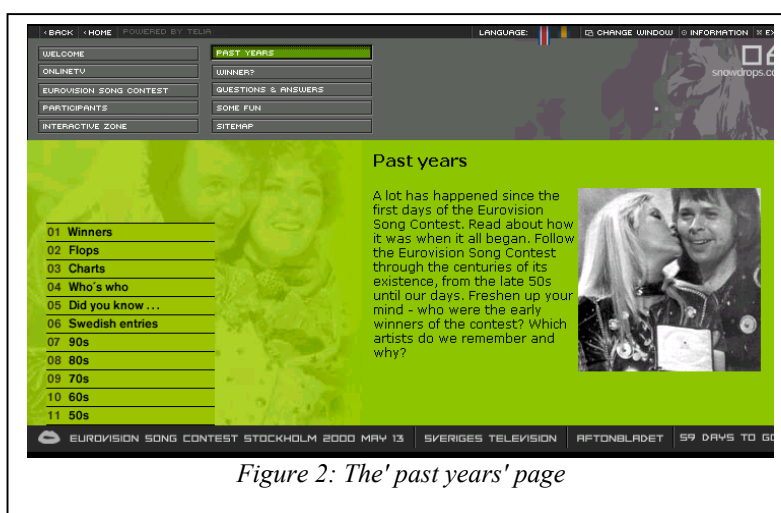 ‹BACK ‹HOME POWERED BY TELIA LANGUAGE: CHANGE WINDOW INFORMATION
WELCOME
ONLINETV
EUROVISION SONG CONTEST
PARTICIPANTS
INTERACTIVE ZONE
PAST YEARS
WINNER?
QUESTIONS & ANSWERS
SOME FUN
SITEMAP
snowdrops.co
Past years
A lot has happened since the
first days of the Eurovision
Song Contest. Read about how
it was when it all began. Follow
the Eurovision Song Contest
through the centuries of its
existence, from the late 50s
until our days. Freshen up your
mind - who were the early
winners of the contest? Which
artists do we remember and
why?
01 Winners
02 Flops
03 Charts
04 Who's who
05 Did you know ...
06 Swedish entries
07 90s
08 80s
09 70s
10 60s
11 50s
EUROVISION SONG CONTEST STOCKHOLM 2000 MAY 13 SVERIGES TELEVISION AFTONBLADET 59 DAYS TO GO
Figure 2: The' past years' page